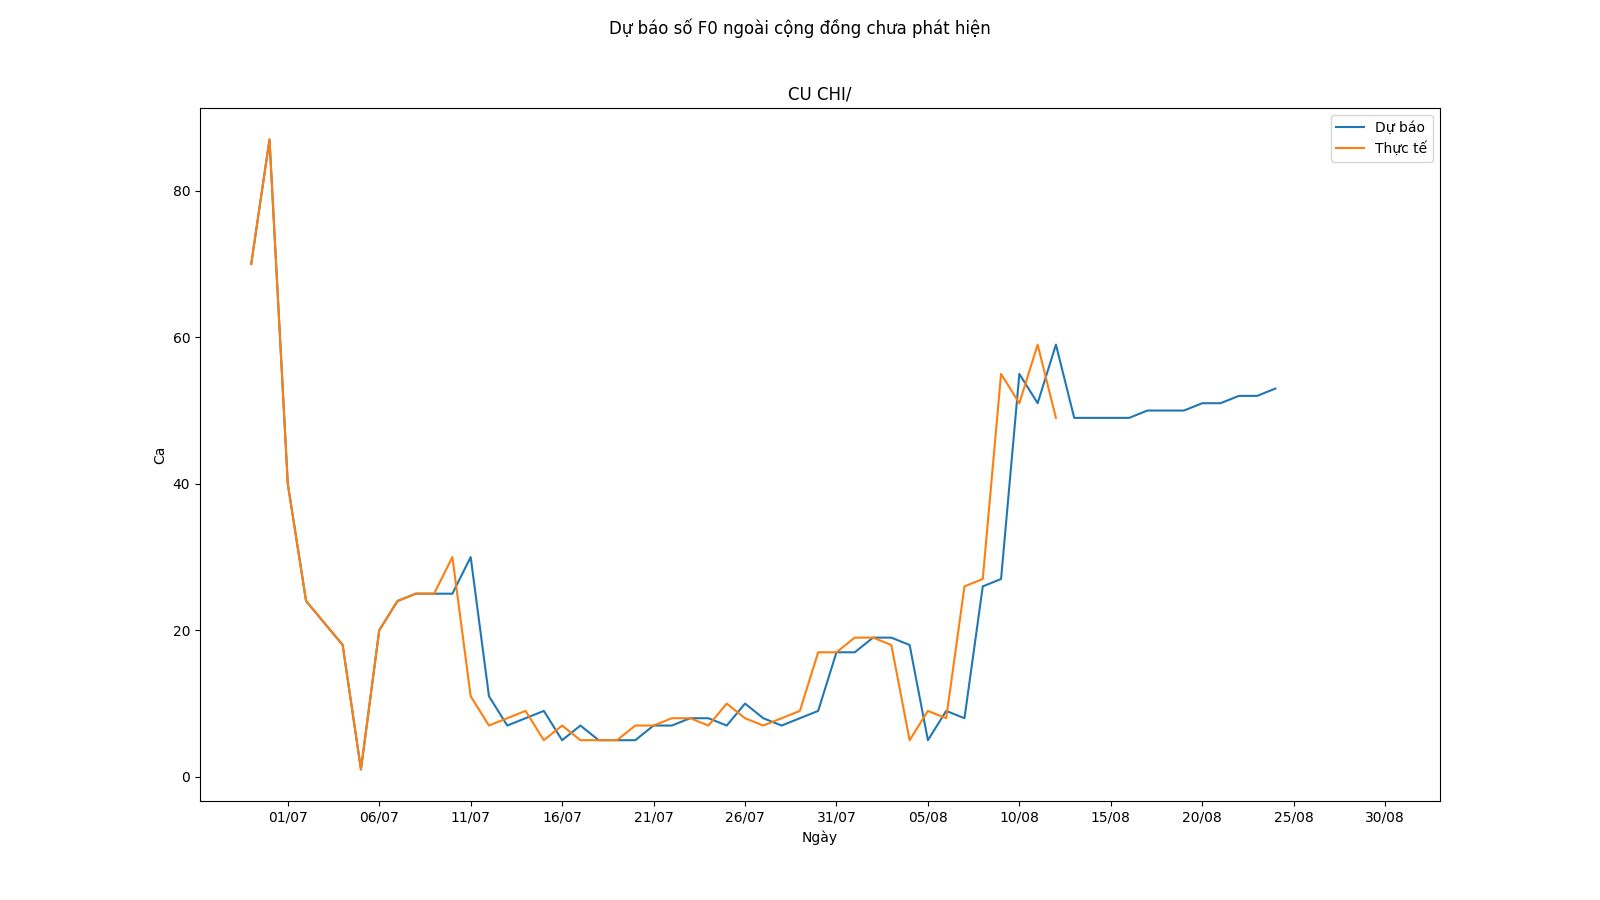 Dự báo số F0 ngoài cộng đồng chưa phát hiện
CU CHI/
Dự báo
Thực tế
80
60
40
20
0
Ca
01/07 06/07 11/07 16/07 21/07 26/07 31/07 05/08 10/08 15/08 20/08 25/08 30/08
Ngày